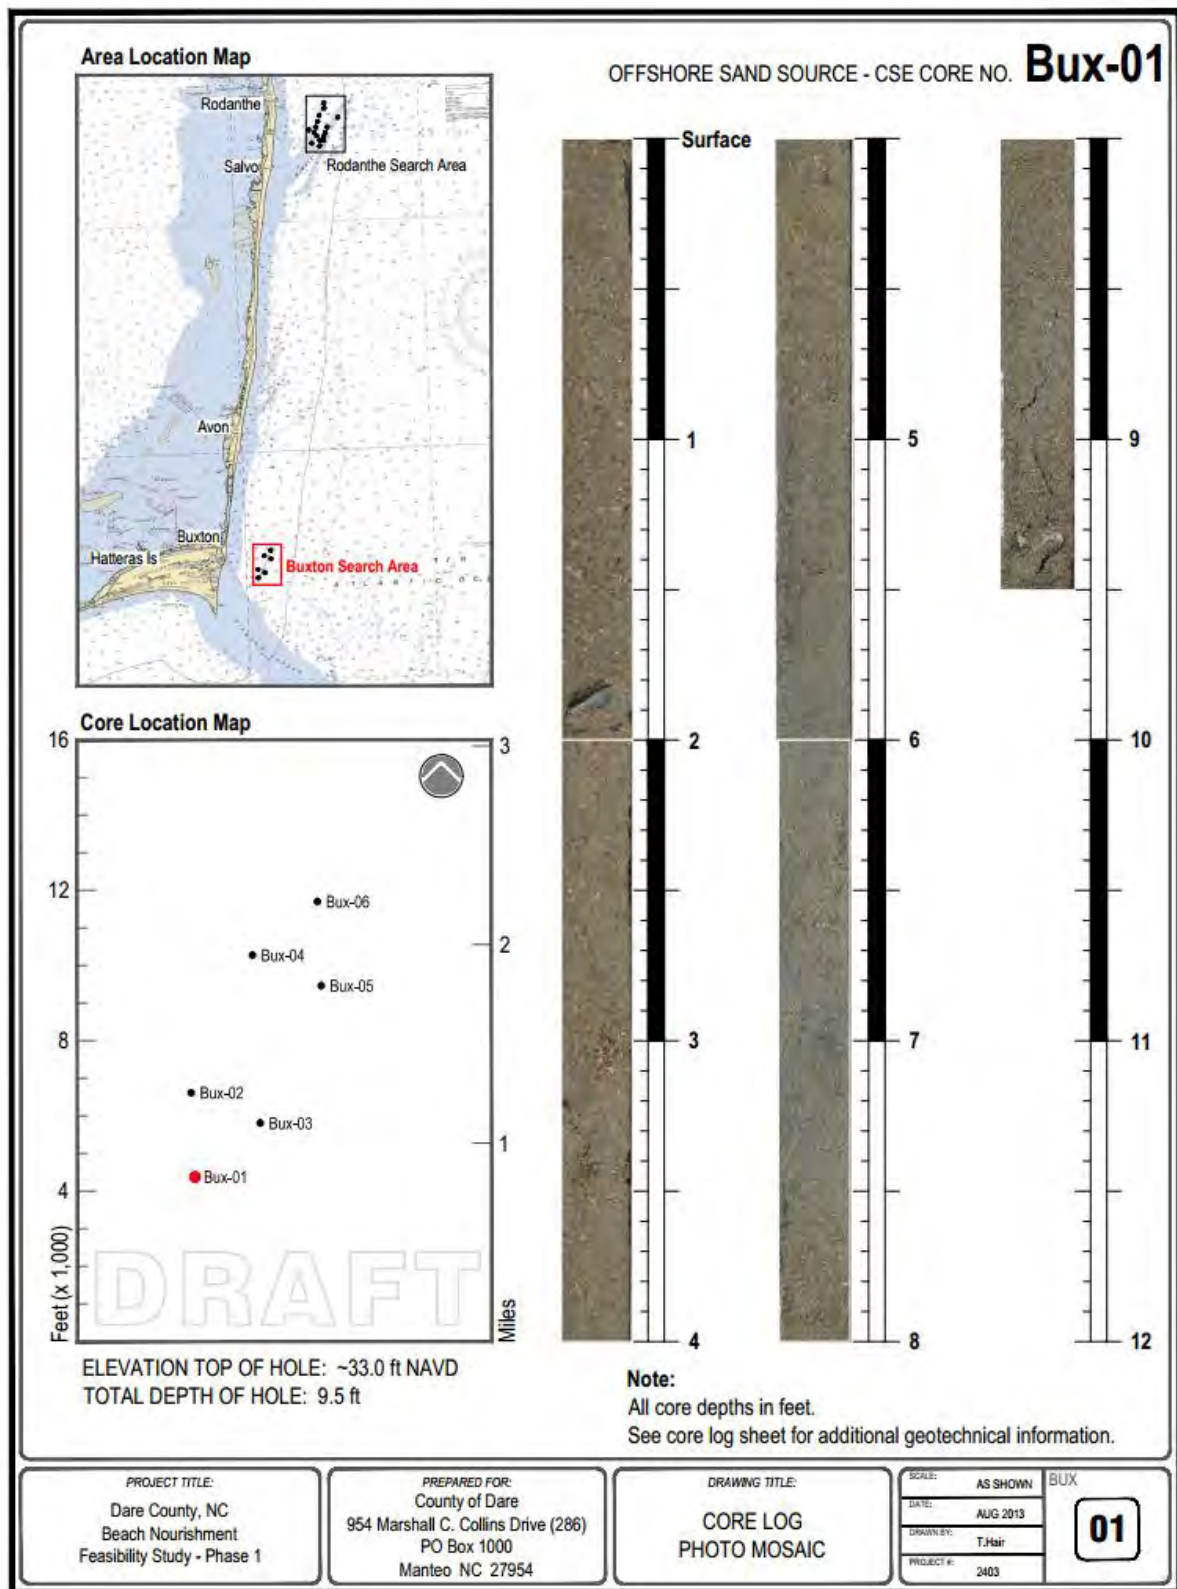 Area Location Map
OFFSHORE SAND SOURCE - CSE CORE NO. Bux-01
Rodanthe
Rodanthe Search Area
Salvo
Avon
Buxton
Hatteras Is
Buxton Search Area
ATLANTIC OC
Surface
1
2
3
4
5
6
7
8
9
10
11
12
Core Location Map
16
12
8
4
Feet (x 1,000)
3
2
1
Miles
Bux-06
Bux-04
Bux-05
Bux-02
Bux-03
Bux-01
DRAFT
ELEVATION TOP OF HOLE: ~33.0 ft NAVD
TOTAL DEPTH OF HOLE: 9.5 ft
Note:
All core depths in feet.
See core log sheet for additional geotechnical information.
PROJECT TITLE:
Dare County, NC
Beach Nourishment
Feasibility Study - Phase 1
PREPARED FOR:
County of Dare
954 Marshall C. Collins Drive (286)
PO Box 1000
Manteo NC 27954
DRAWING TITLE:
CORE LOG
PHOTO MOSAIC
SCALE: AS SHOWN
DATE: AUG 2013
DRAWN BY: T.Hair
PROJECT #: 2403
BUX
01